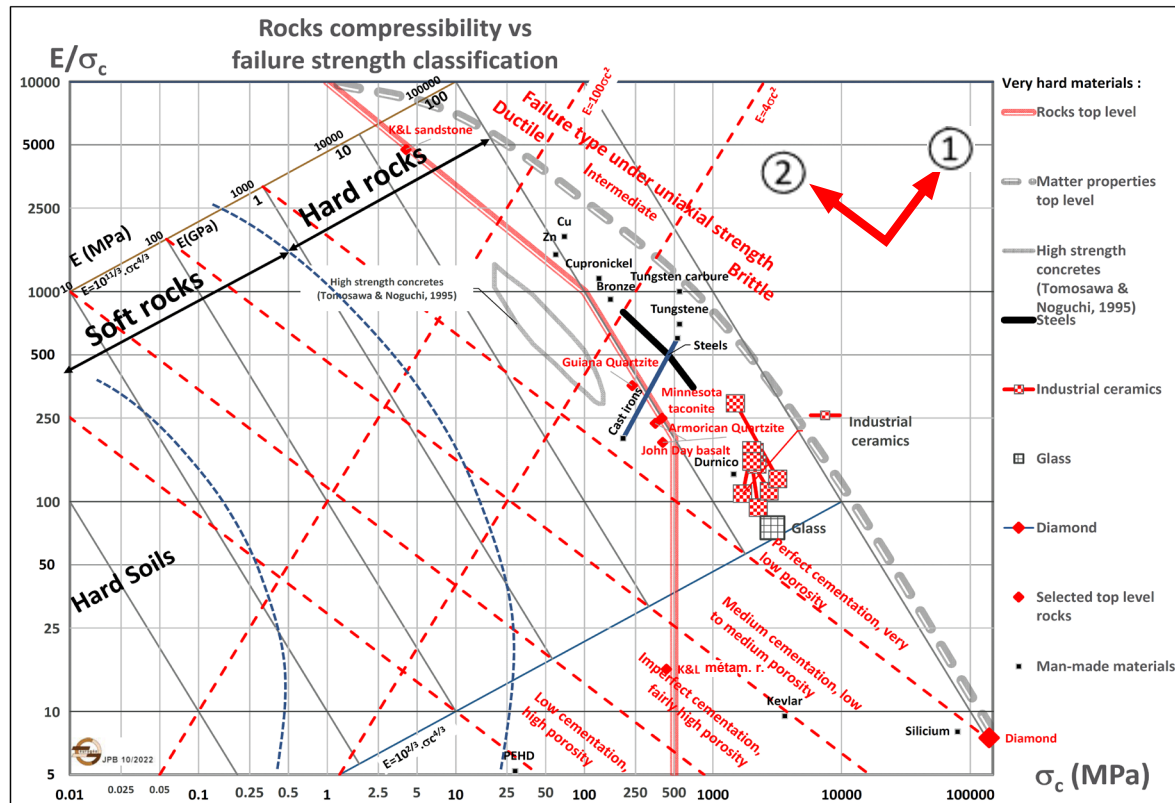 Rocks compressibility vs
failure strength classification
E/σc
10000
5000
2500
1000
500
250
100
50
25
10
5
0.01
0.025
0.05
0.1
0.25
0.5
1
2.5
5
10
25
50
100
250
500
1000
10000
100000
σc (MPa)
E (MPa)
E(GPa)
E=10^11/3.σc^4/3
10
100
1000
10000
100000
1
10
100
E=100σc²
E=4σc²
E=10^2/3.σc^4/3
Soft rocks
Hard rocks
Hard Soils
Failure type under uniaxial strength
Ductile
Intermediate
Brittle
①
②
K&L sandstone
Cu
Zn
Cupronickel
Bronze
Tungsten carbure
Tungstene
Steels
High strength concretes
(Tomosawa & Noguchi, 1995)
Guiana Quartzite
Cast irons
Minnesota
taconite
Armorican Quartzite
John Day basalt
Durnico
Industrial
ceramics
Glass
Perfect cementation, very
low porosity
Medium cementation, low
to medium porosity
Imperfect cementation,
fairly high porosity
Low cementation,
high porosity
K&L métam. r.
Kevlar
Silicium
Diamond
PEHD
JPB 10/2022
Very hard materials :
Rocks top level
Matter properties
top level
High strength
concretes
(Tomosawa &
Noguchi, 1995)
Steels
Industrial ceramics
Glass
Diamond
Selected top level
rocks
Man-made materials